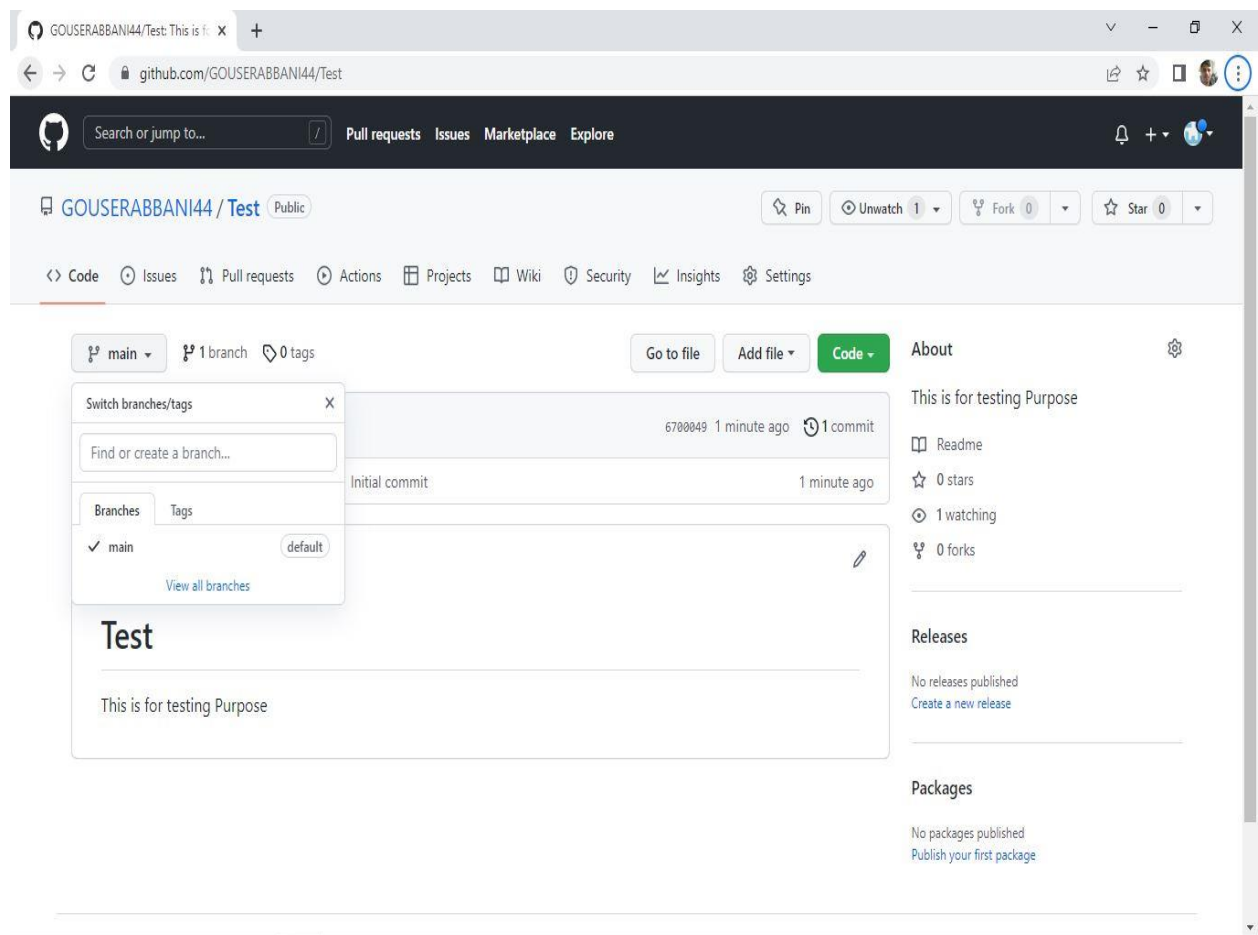 GOUSERABBANI44/Test: This is fo
github.com/GOUSERABBANI44/Test
Search or jump to... / Pull requests Issues Marketplace Explore
GOUSERABBANI44 / Test Public
Pin Unwatch 1 Fork 0 Star 0
Code Issues Pull requests Actions Projects Wiki Security Insights Settings
main 1 branch 0 tags
Go to file Add file Code
Switch branches/tags
Find or create a branch...
Branches Tags
main default
View all branches
6700049 1 minute ago 1 commit
Initial commit 1 minute ago
Test
This is for testing Purpose
About
This is for testing Purpose
Readme
0 stars
1 watching
0 forks
Releases
No releases published
Create a new release
Packages
No packages published
Publish your first package